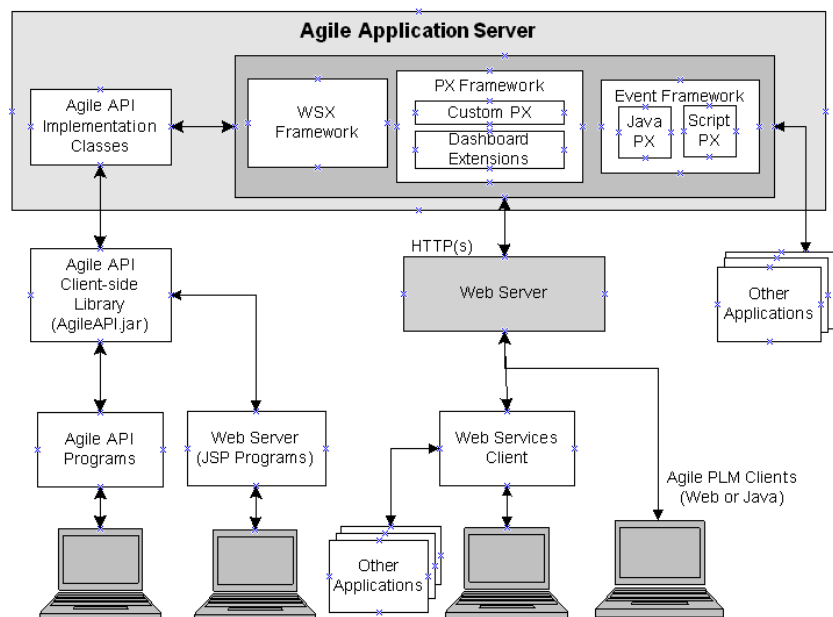 Agile Application Server
Agile API
Implementation
Classes
WSX
Framework
PX Framework
Custom PX
Dashboard
Extensions
Event Framework
Java
PX
Script
PX
HTTP(s)
Agile API
Client-side
Library
(AgileAPI.jar)
Web Server
Other
Applications
Agile API
Programs
Web Server
(JSP Programs)
Web Services
Client
Agile PLM Clients
(Web or Java)
Other
Applications